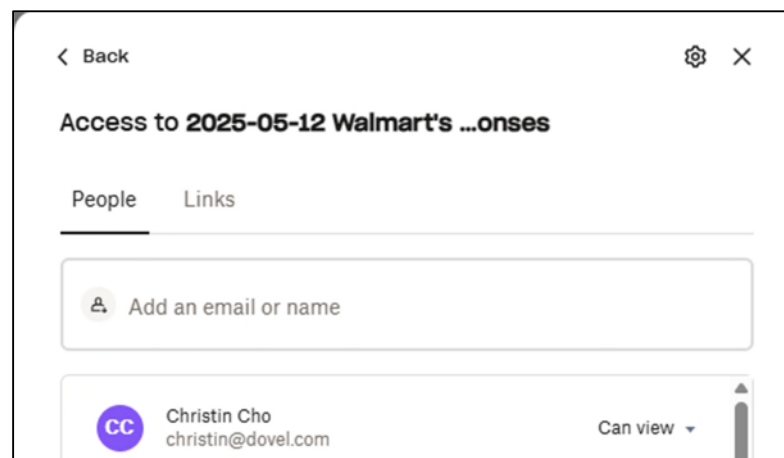 Back
Access to 2025-05-12 Walmart's ...onses
People Links
Add an email or name
CC
Christin Cho
christin@dovel.com
Can view